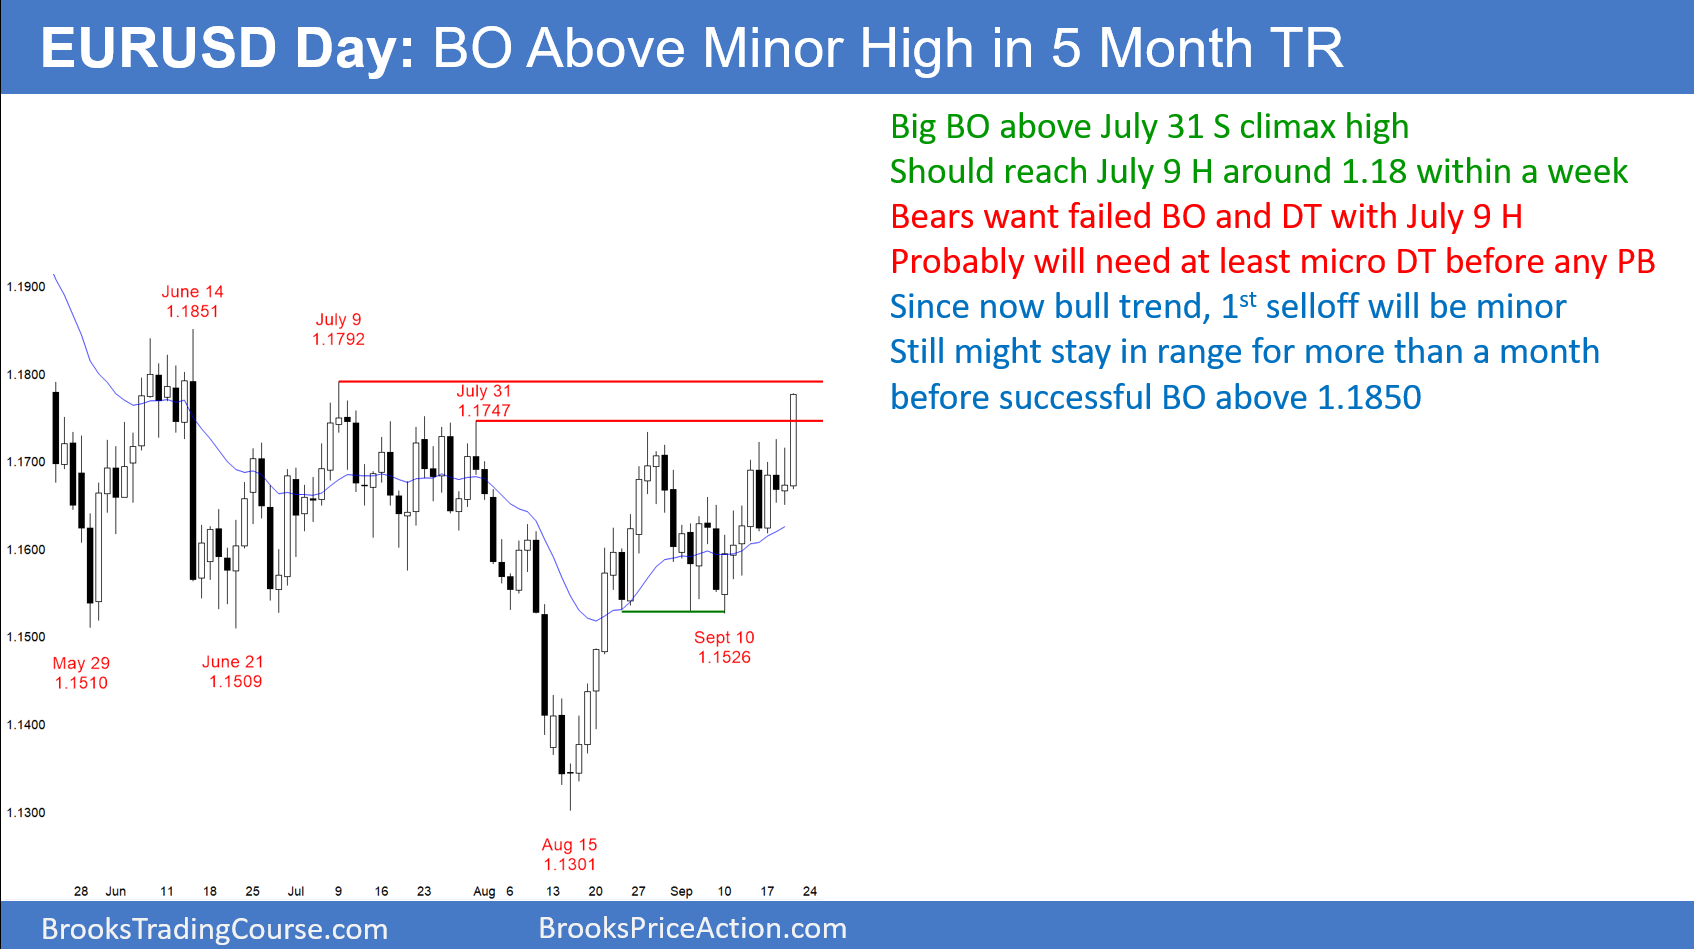 EURUSD Day: BO Above Minor High in 5 Month TR
Big BO above July 31 S climax high
Should reach July 9 H around 1.18 within a week
Bears want failed BO and DT with July 9 H
Probably will need at least micro DT before any PB
Since now bull trend, 1st selloff will be minor
Still might stay in range for more than a month
before successful BO above 1.1850
1.1900
1.1800
1.1700
1.1600
1.1500
1.1400
1.1300
June 14
1.1851
July 9
1.1792
July 31
1.1747
May 29
1.1510
June 21
1.1509
Sept 10
1.1526
Aug 15
1.1301
28 Jun 11 18 25 Jul 9 16 23 Aug 6 13 20 27 Sep 10 17 24
BrooksTradingCourse.com
BrooksPriceAction.com